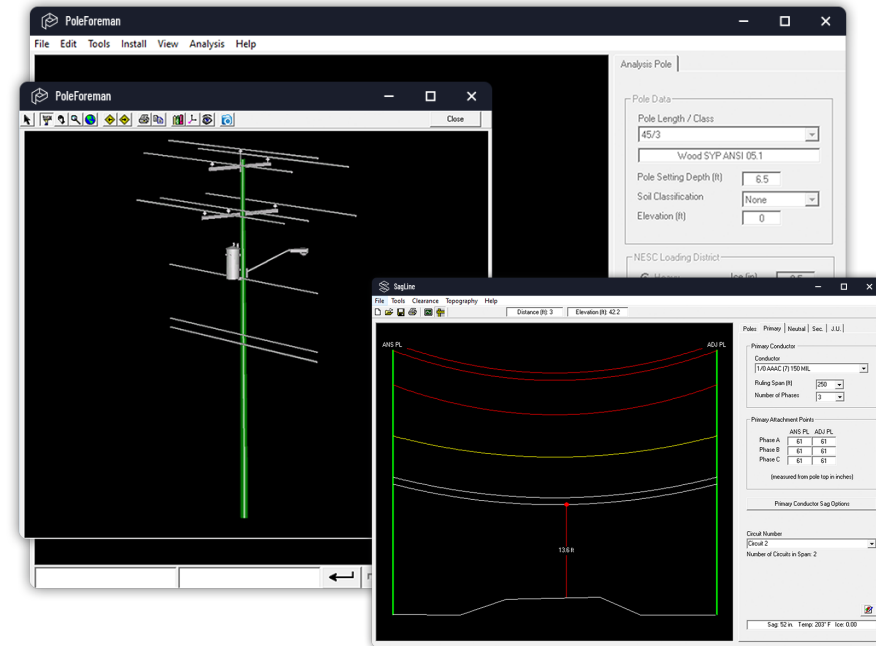 PoleForeman
File Edit Tools Install View Analysis Help
Analysis Pole
Pole Data
Pole Length / Class
45/3
Wood SYP ANSI 05.1
Pole Setting Depth (ft) 6.5
Soil Classification None
Elevation (ft) 0
NESC Loading District
PoleForeman
Close
SagLine
File Tools Clearance Topography Help
Distance (ft): 3 Elevation (ft): 42.2
ANS PL ADJ PL
13.6 ft
Poles Primary Neutral Sec. J.U.
Primary Conductor
Conductor
1/0 AAAC (7) 150 MIL
Ruling Span (ft) 250
Number of Phases 3
Primary Attachment Points
ANS PL ADJ PL
Phase A 61 61
Phase B 61 61
Phase C 61 61
(measured from pole top in inches)
Primary Conductor Sag Options
Circuit Number
Circuit 2
Number of Circuits in Span: 2
Sag: 52 in. Temp: 203° F Ice: 0.00